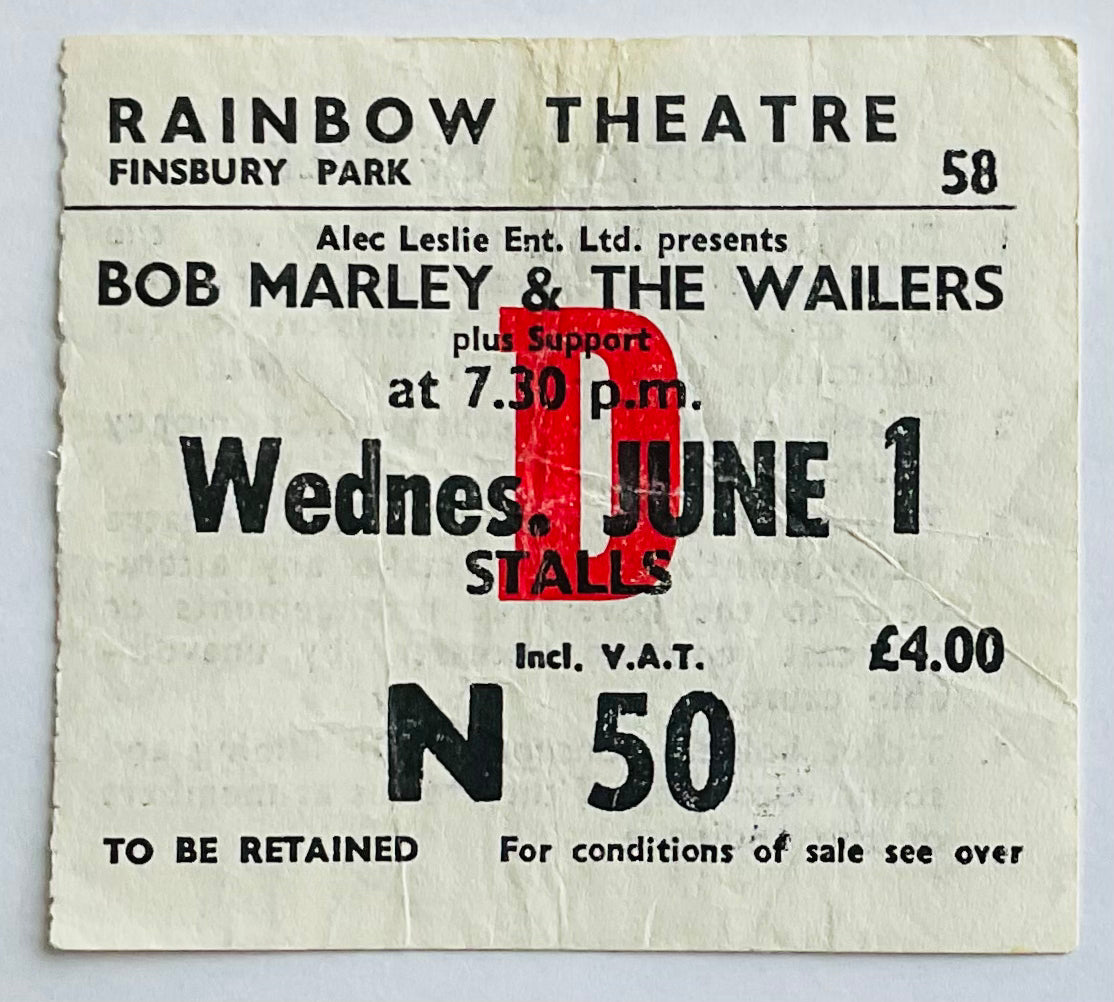 RAINBOW THEATRE
FINSBURY PARK
58
Alec Leslie Ent. Ltd. presents
BOB MARLEY & THE WAILERS
plus Support
at 7.30 p.m.
D
Wednes. JUNE 1
STALLS
Incl. V.A.T. £4.00
N 50
TO BE RETAINED For conditions of sale see over